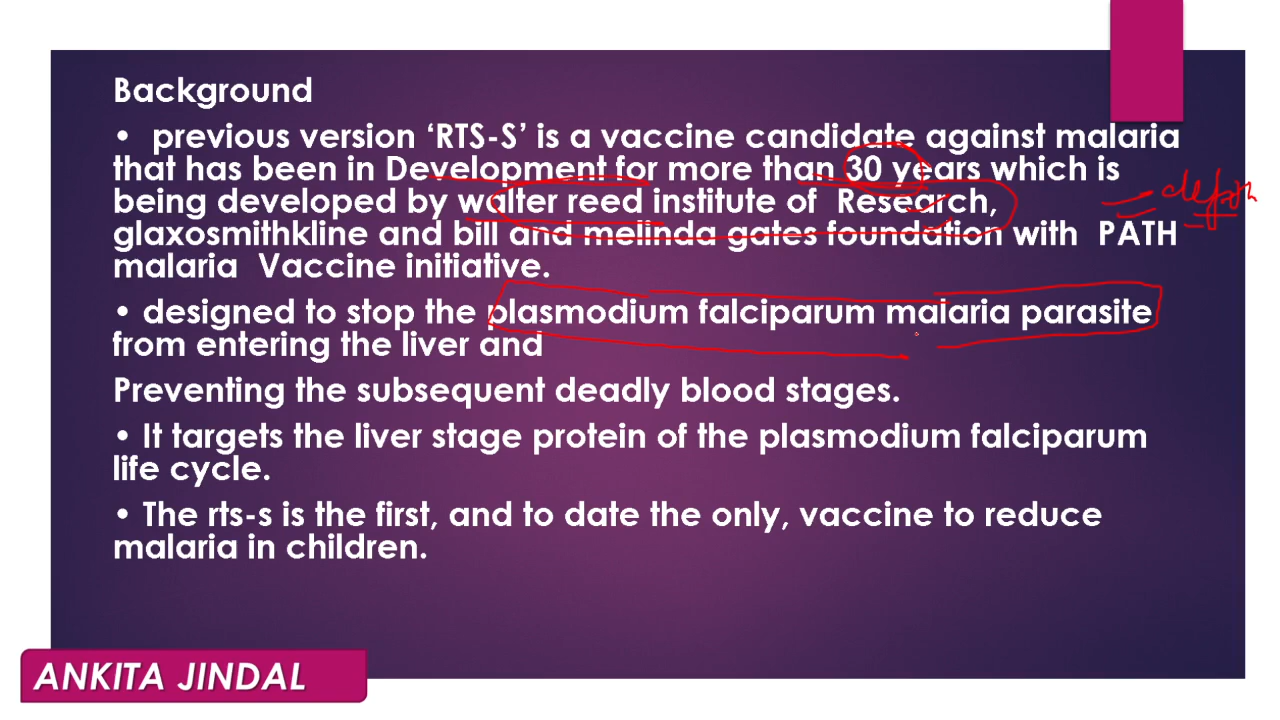 Background
• previous version ‘RTS-S’ is a vaccine candidate against malaria
that has been in Development for more than 30 years which is
being developed by walter reed institute of Research,
glaxosmithkline and bill and melinda gates foundation with PATH
malaria Vaccine initiative.
• designed to stop the plasmodium falciparum malaria parasite
from entering the liver and
Preventing the subsequent deadly blood stages.
• It targets the liver stage protein of the plasmodium falciparum
life cycle.
• The rts-s is the first, and to date the only, vaccine to reduce
malaria in children.
ANKITA JINDAL